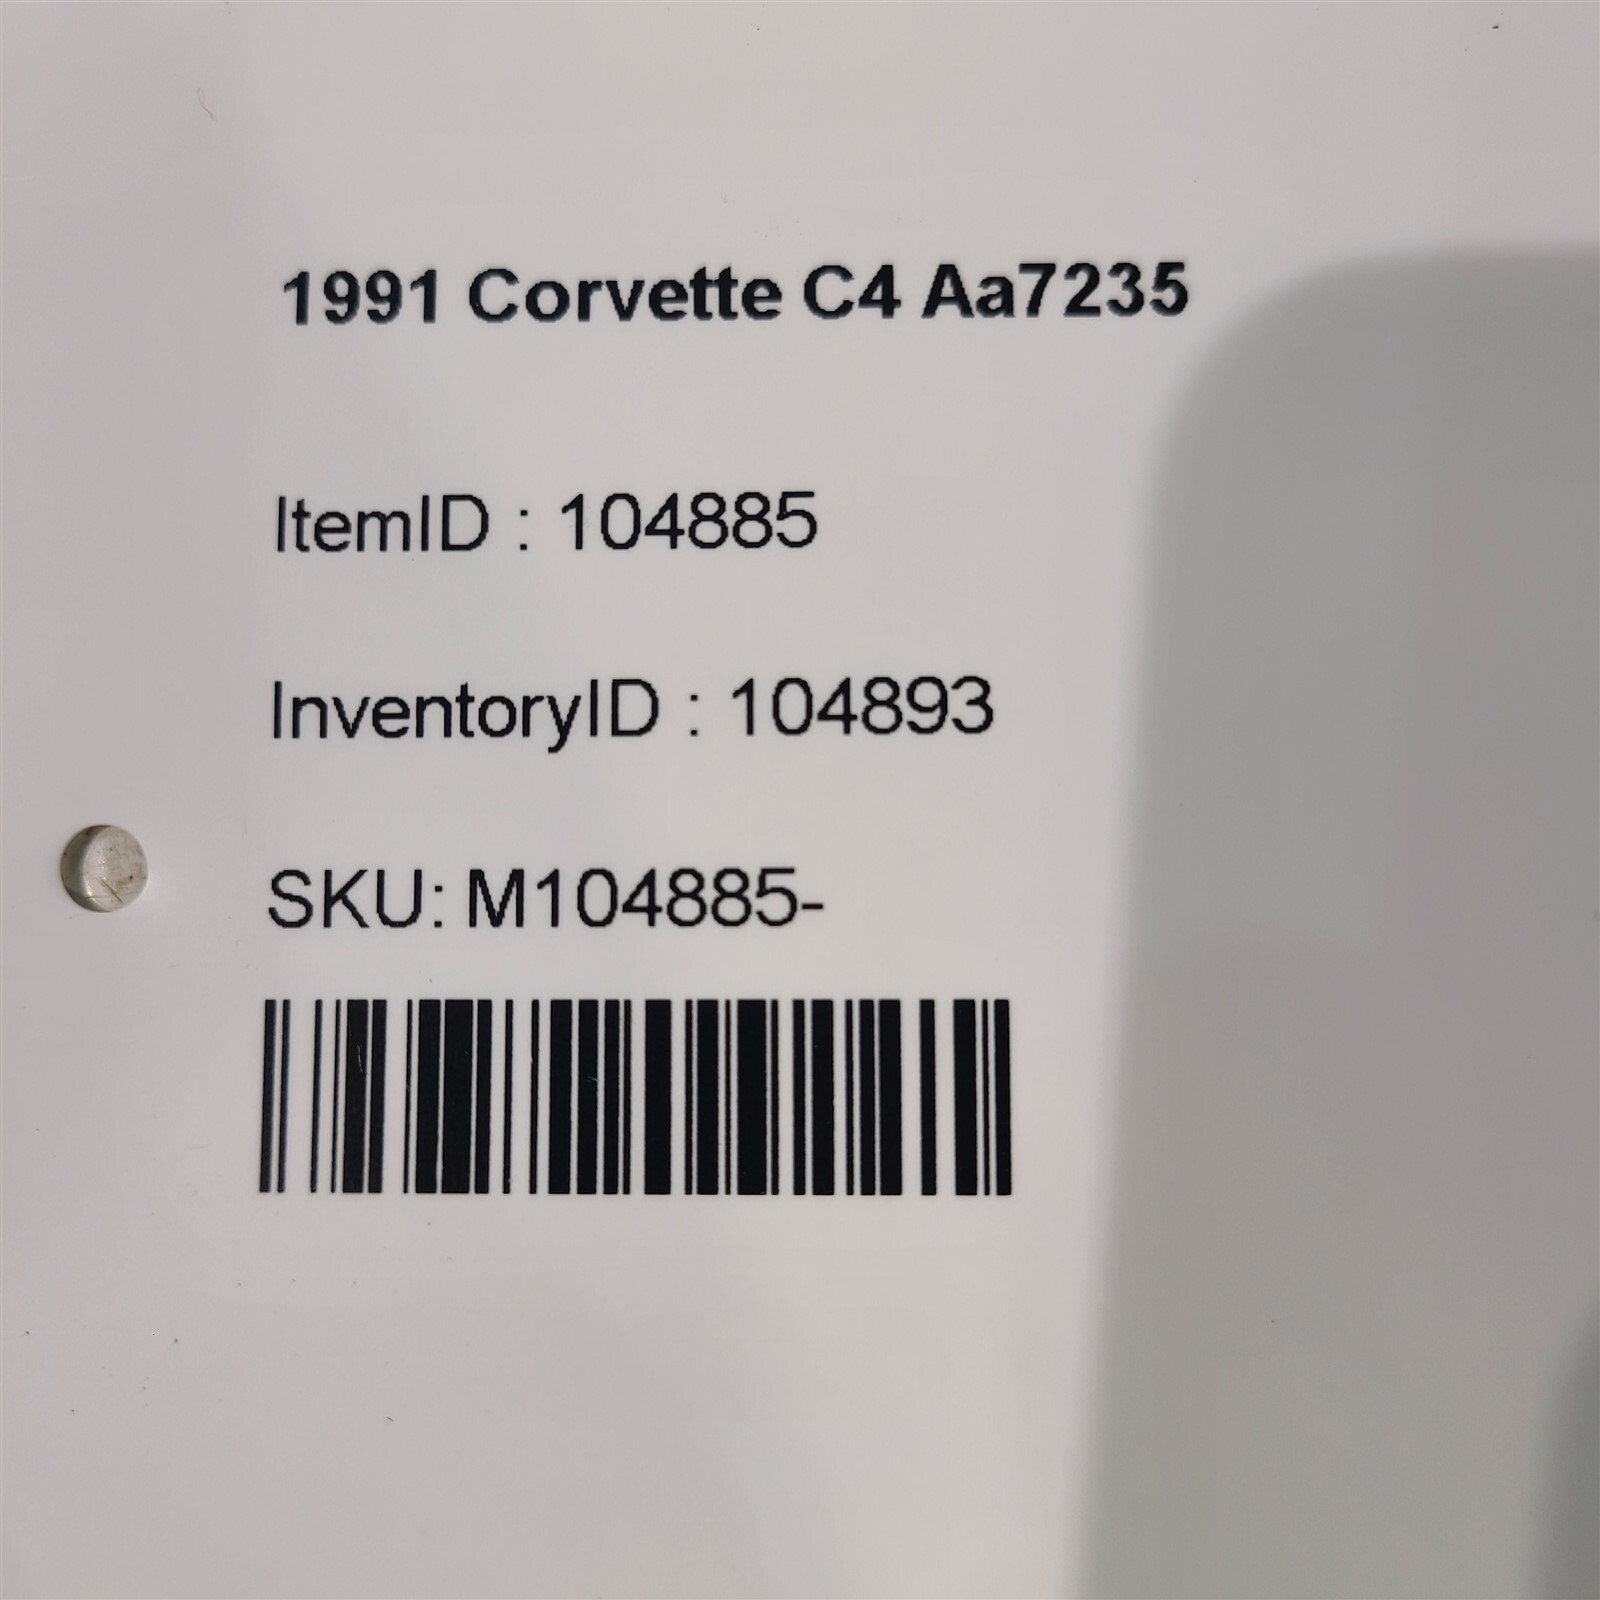 1991 Corvette C4 Aa7235
ItemID : 104885
InventoryID : 104893
SKU: M104885-